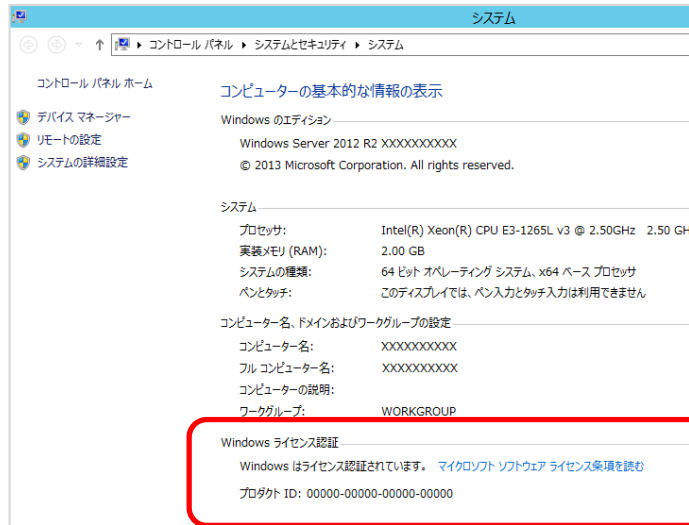 システム
コントロール パネル ▸ システムとセキュリティ ▸ システム
コントロール パネル ホーム
デバイス マネージャー
リモートの設定
システムの詳細設定
コンピューターの基本的な情報の表示
Windows のエディション
Windows Server 2012 R2 XXXXXXXXXX
© 2013 Microsoft Corporation. All rights reserved.
システム
プロセッサ: Intel(R) Xeon(R) CPU E3-1265L v3 @ 2.50GHz 2.50 GH
実装メモリ (RAM): 2.00 GB
システムの種類: 64 ビット オペレーティング システム、x64 ベース プロセッサ
ペンとタッチ: このディスプレイでは、ペン入力とタッチ入力は利用できません
コンピューター名、ドメインおよびワークグループの設定
コンピューター名: XXXXXXXXXX
フル コンピューター名: XXXXXXXXXX
コンピューターの説明:
ワークグループ: WORKGROUP
Windows ライセンス認証
Windows はライセンス認証されています。 マイクロソフト ソフトウェア ライセンス条項を読む
プロダクト ID: 00000-00000-00000-00000